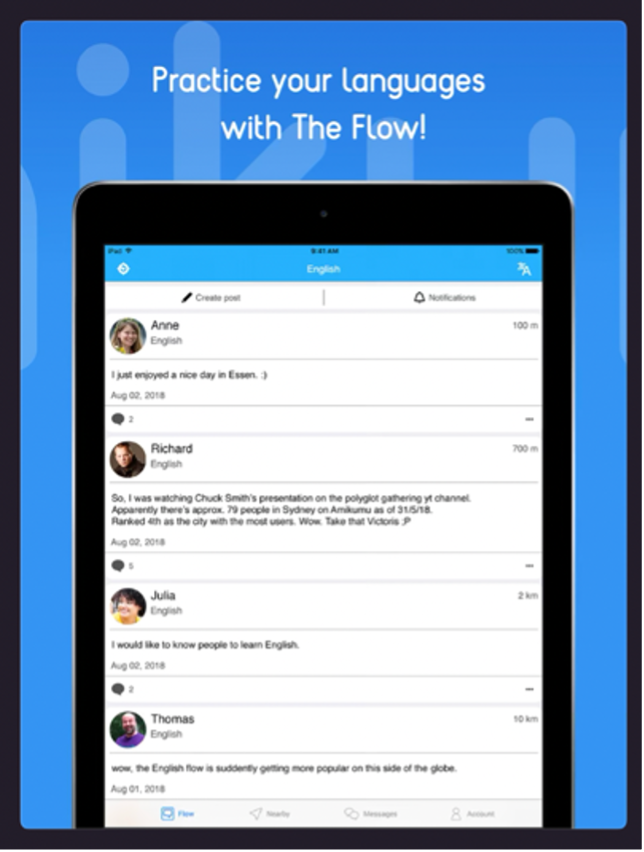 Practice your languages
with The Flow!
iPad
9:41 AM
100%
English
Create post
Notifications
Anne
100 m
English
I just enjoyed a nice day in Essen. :)
Aug 02, 2018
2
Richard
700 m
English
So, I was watching Chuck Smith's presentation on the polyglot gathering yt channel.
Apparently there's approx. 79 people in Sydney on Amikumu as of 31/5/18.
Ranked 4th as the city with the most users. Wow. Take that Victoris ;P
Aug 02, 2018
5
Julia
2 km
English
I would like to know people to learn English.
Aug 02, 2018
2
Thomas
10 km
English
wow, the English flow is suddently getting more popular on this side of the globe.
Aug 01, 2018
Flow
Nearby
Messages
Account